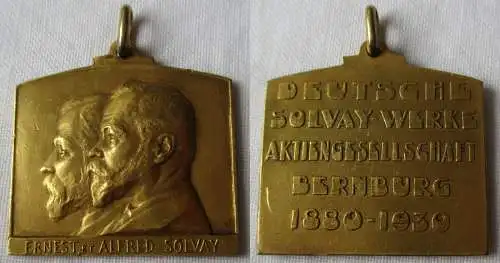 ERNEST ET ALFRED SOLVAY
DEUTSCHE
SOLVAY-WERKE
AKTIENGESELLSCHAFT
BERNBURG
1880-1930